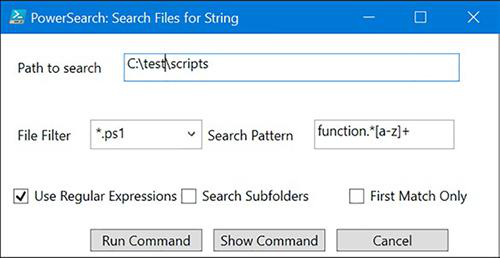 PowerSearch: Search Files for String
Path to search C:\test\scripts
File Filter *.ps1 Search Pattern function.*[a-z]+
Use Regular Expressions Search Subfolders First Match Only
Run Command Show Command Cancel